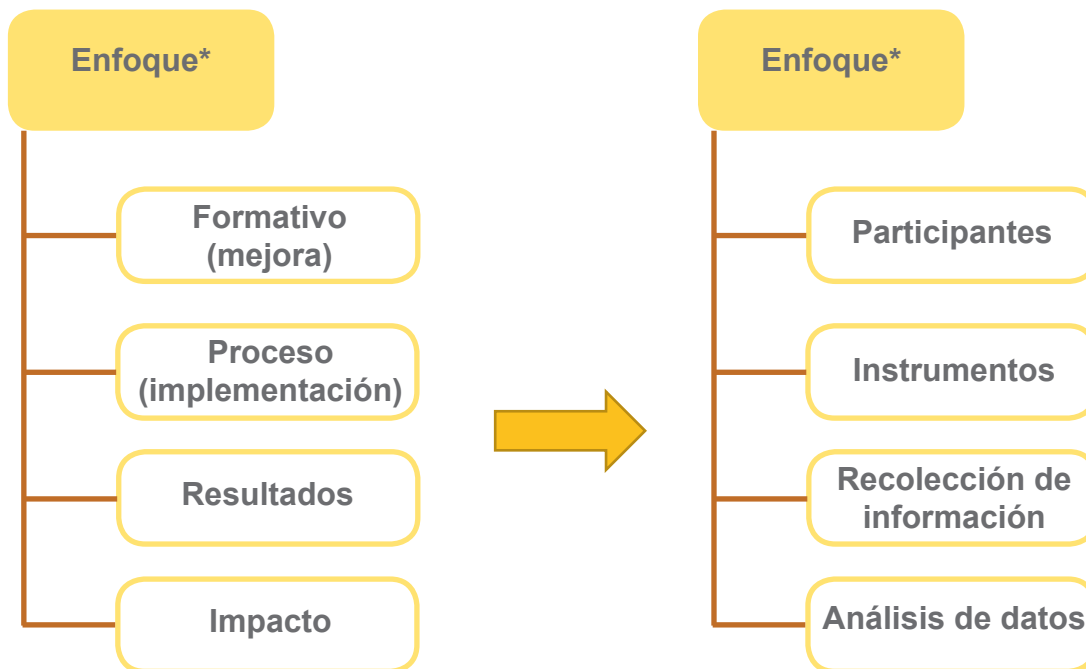 Enfoque*
Formativo
(mejora)
Proceso
(implementación)
Resultados
Impacto
Enfoque*
Participantes
Instrumentos
Recolección de
información
Análisis de datos